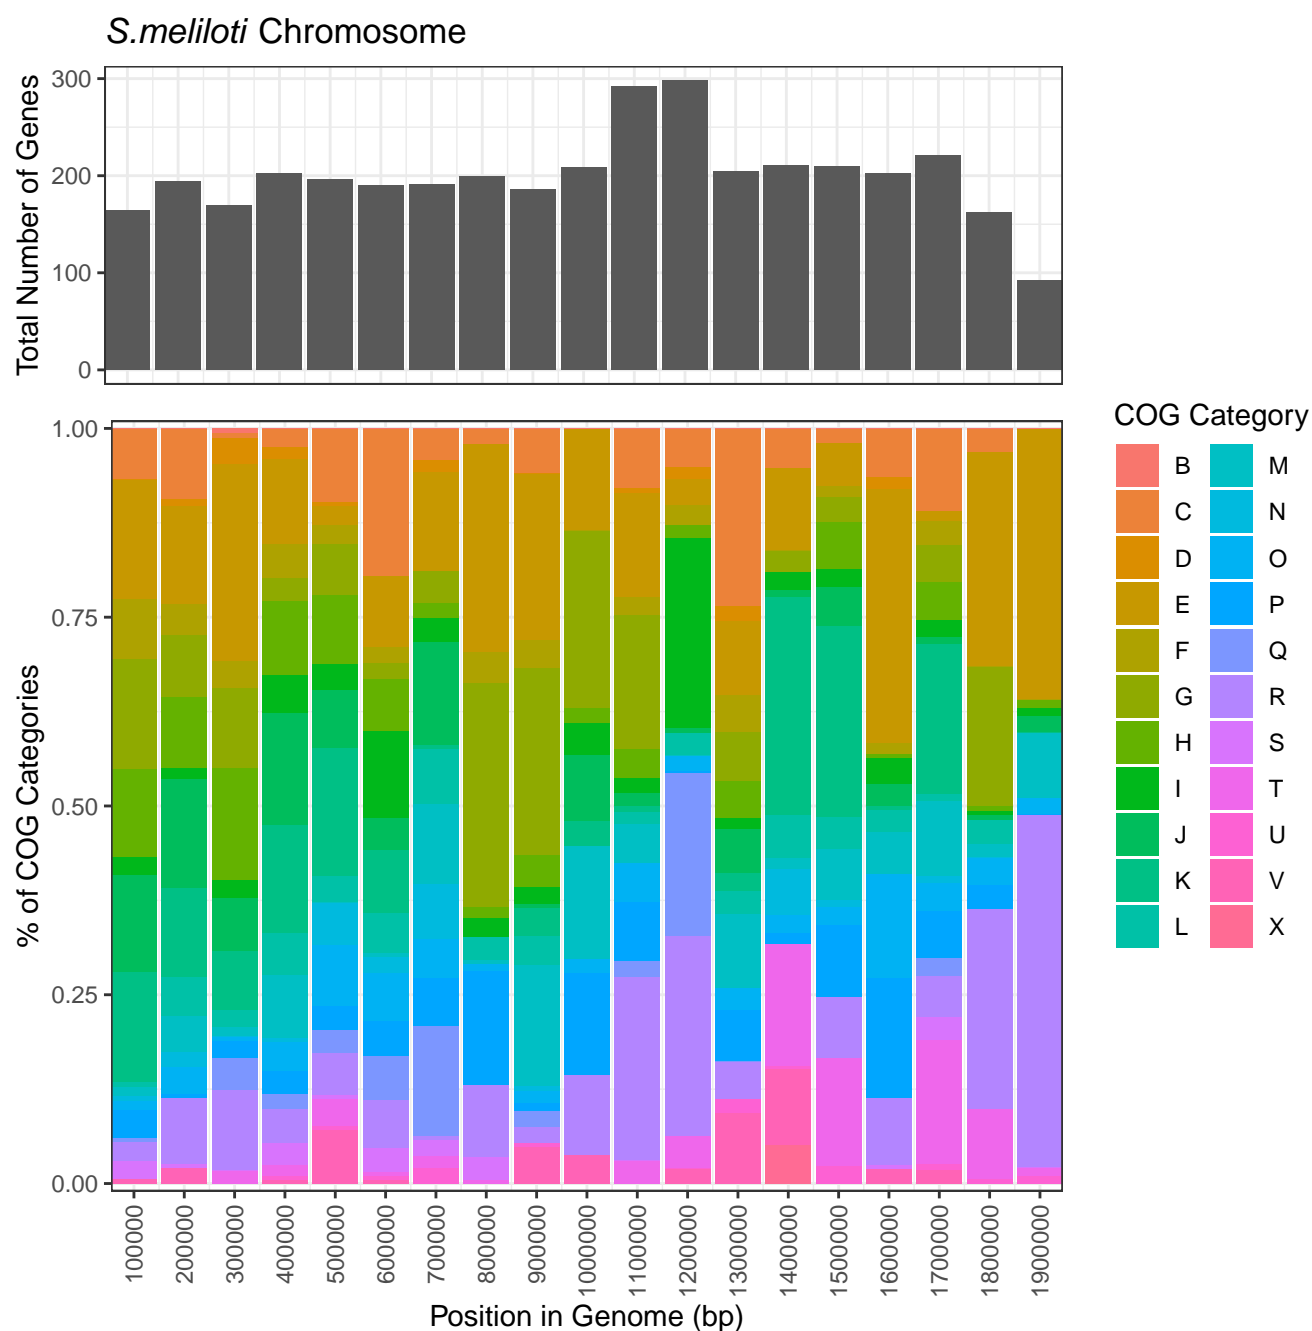 S.meliloti Chromosome
Total Number of Genes
300
200
100
0
% of COG Categories
1.00
0.75
0.50
0.25
0.00
100000
200000
300000
400000
500000
600000
700000
800000
900000
1000000
1100000
1200000
1300000
1400000
1500000
1600000
1700000
1800000
1900000
Position in Genome (bp)
COG Category
B M
C N
D O
E P
F Q
G R
H S
I T
J U
K V
L X